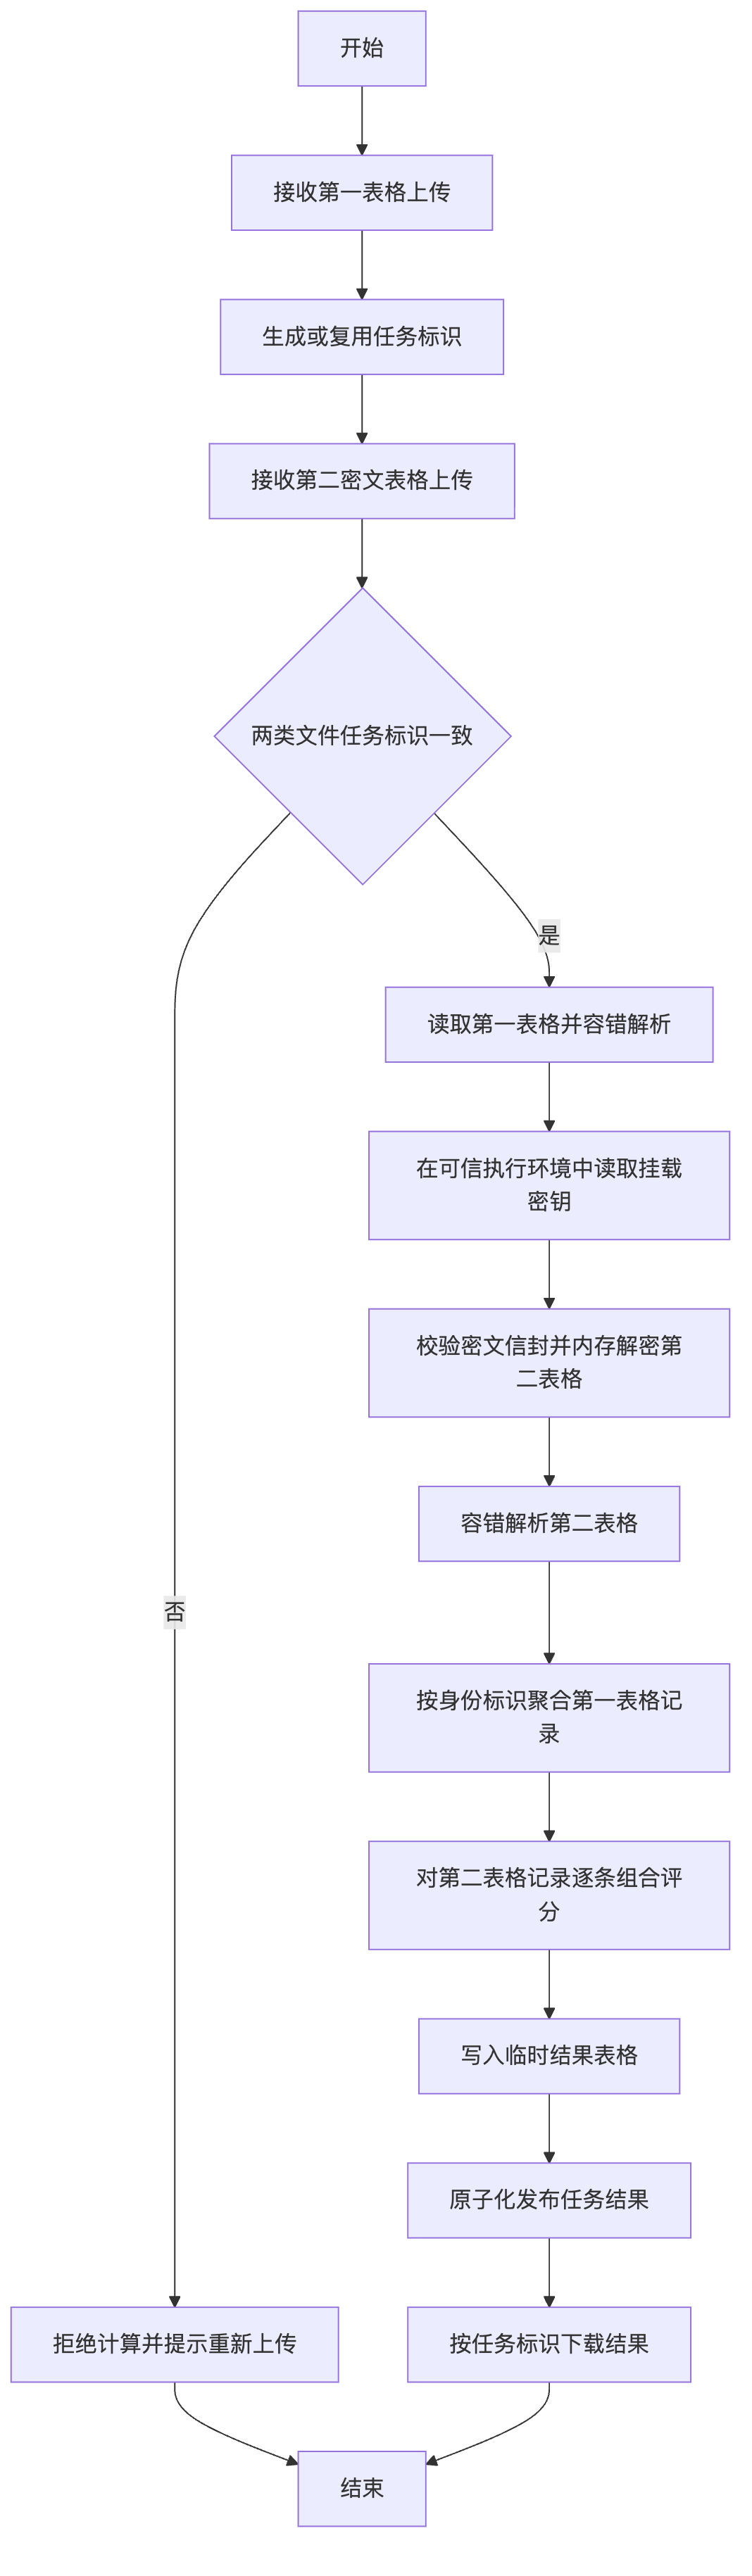 开始
接收第一表格上传
生成或复用任务标识
接收第二密文表格上传
两类文件任务标识一致
是
读取第一表格并容错解析
在可信执行环境中读取挂载
密钥
校验密文信封并内存解密第
二表格
容错解析第二表格
否
按身份标识聚合第一表格记
录
对第二表格记录逐条组合评
分
写入临时结果表格
原子化发布任务结果
拒绝计算并提示重新上传
按任务标识下载结果
结束